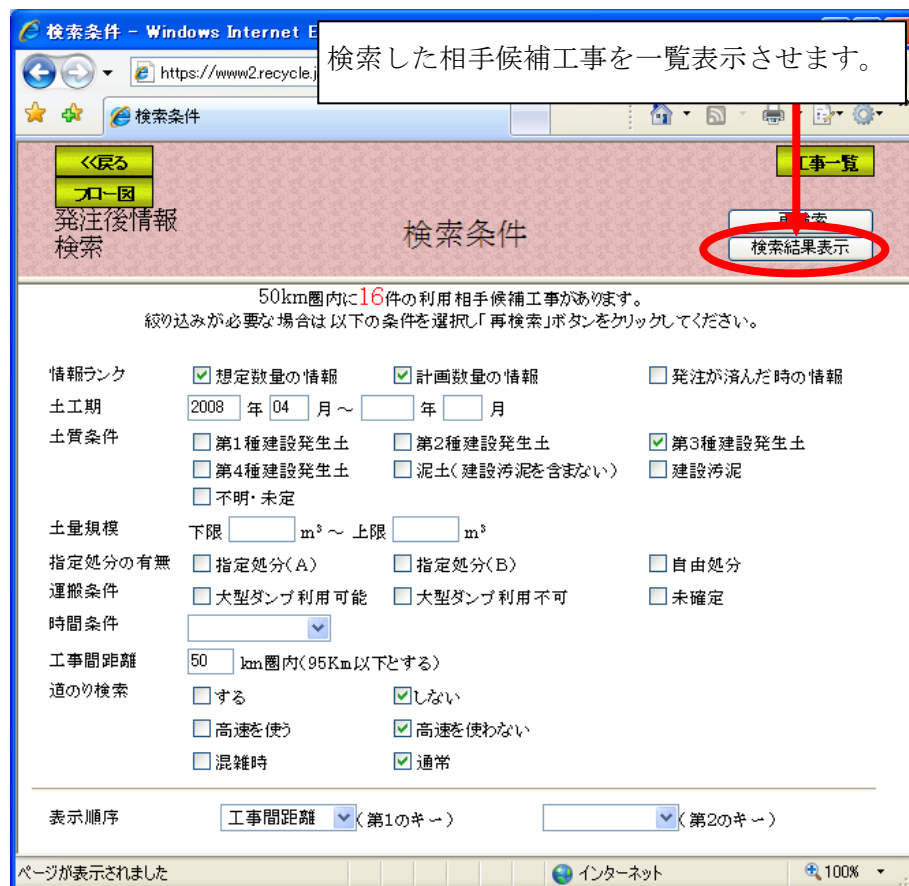 検索条件 - Windows Internet E
検索した相手候補工事を一覧表示させます。
https://www2.recycle.j
検索条件
<<戻る
工事一覧
フロー図
発注後情報
検索
検索条件
再検索
検索結果表示
50km圏内に16件の利用相手候補工事があります。
絞り込みが必要な場合は以下の条件を選択し「再検索」ボタンをクリックしてください。
情報ランク 想定数量の情報 計画数量の情報 発注が済んだ時の情報
土工期 2008 年 04 月～ 年 月
土質条件 第1種建設発生土 第2種建設発生土 第3種建設発生土
第4種建設発生土 泥土(建設汚泥を含まない) 建設汚泥
不明・未定
土量規模 下限 m³～ 上限 m³
指定処分の有無 指定処分(A) 指定処分(B) 自由処分
運搬条件 大型ダンプ利用可能 大型ダンプ利用不可 未確定
時間条件
工事間距離 50 km圏内(95Km以下とする)
道のり検索 する しない
高速を使う 高速を使わない
混雑時 通常
表示順序 工事間距離 (第1のキー) (第2のキー)
ページが表示されました インターネット 100%